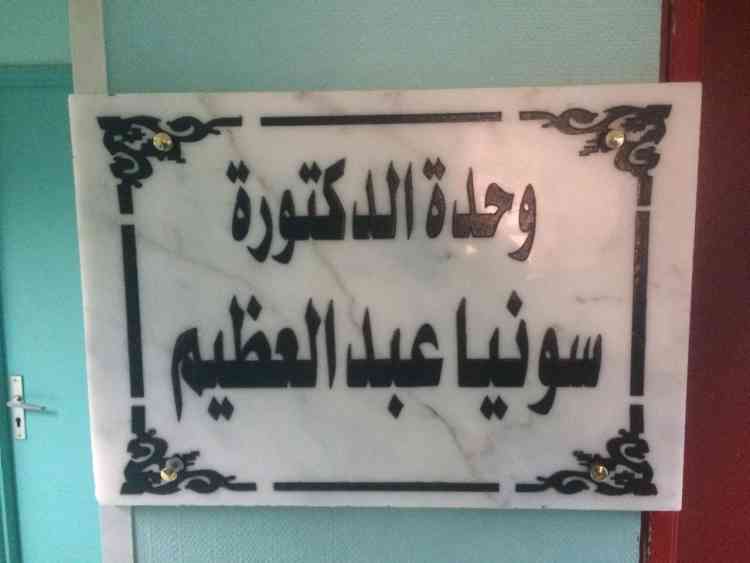 وحدة الدكتورة
سونيا عبد العظيم